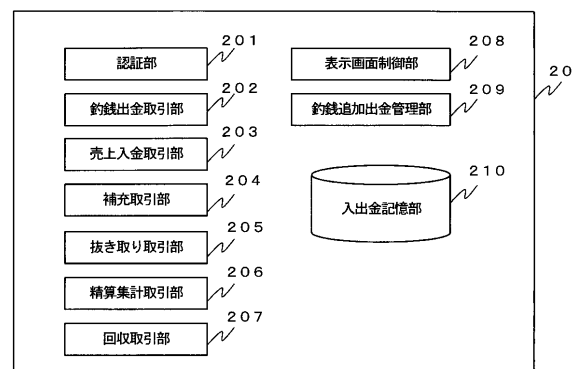 201
認証部
202
釣銭出金取引部
203
売上入金取引部
204
補充取引部
205
抜き取り取引部
206
精算集計取引部
207
回収取引部
208
表示画面制御部
209
釣銭追加出金管理部
210
入出金記憶部
20